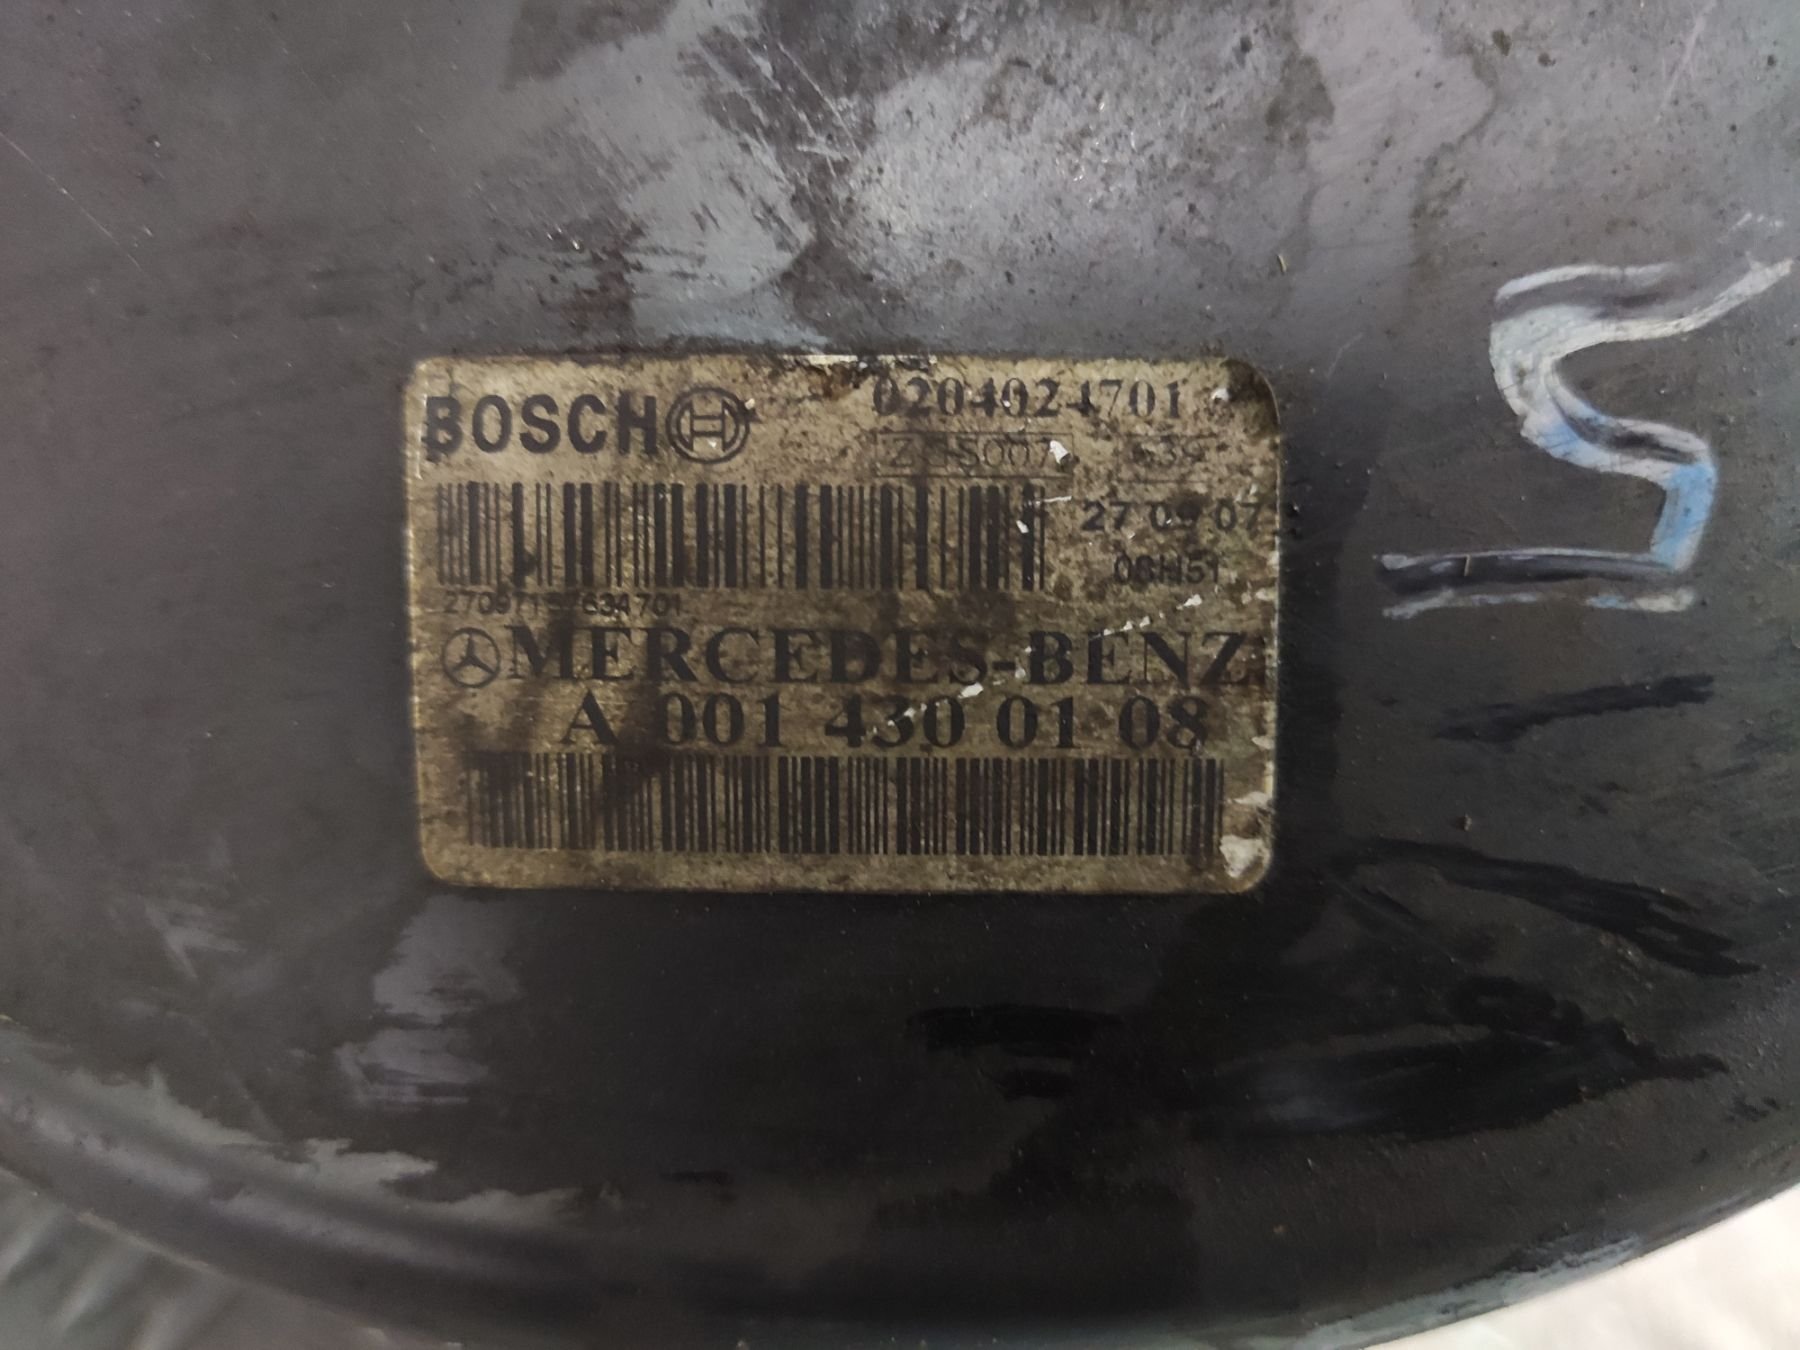 BOSCH 0204024701
27 09 07
08H51
MERCEDES-BENZ
A 001 430 01 08